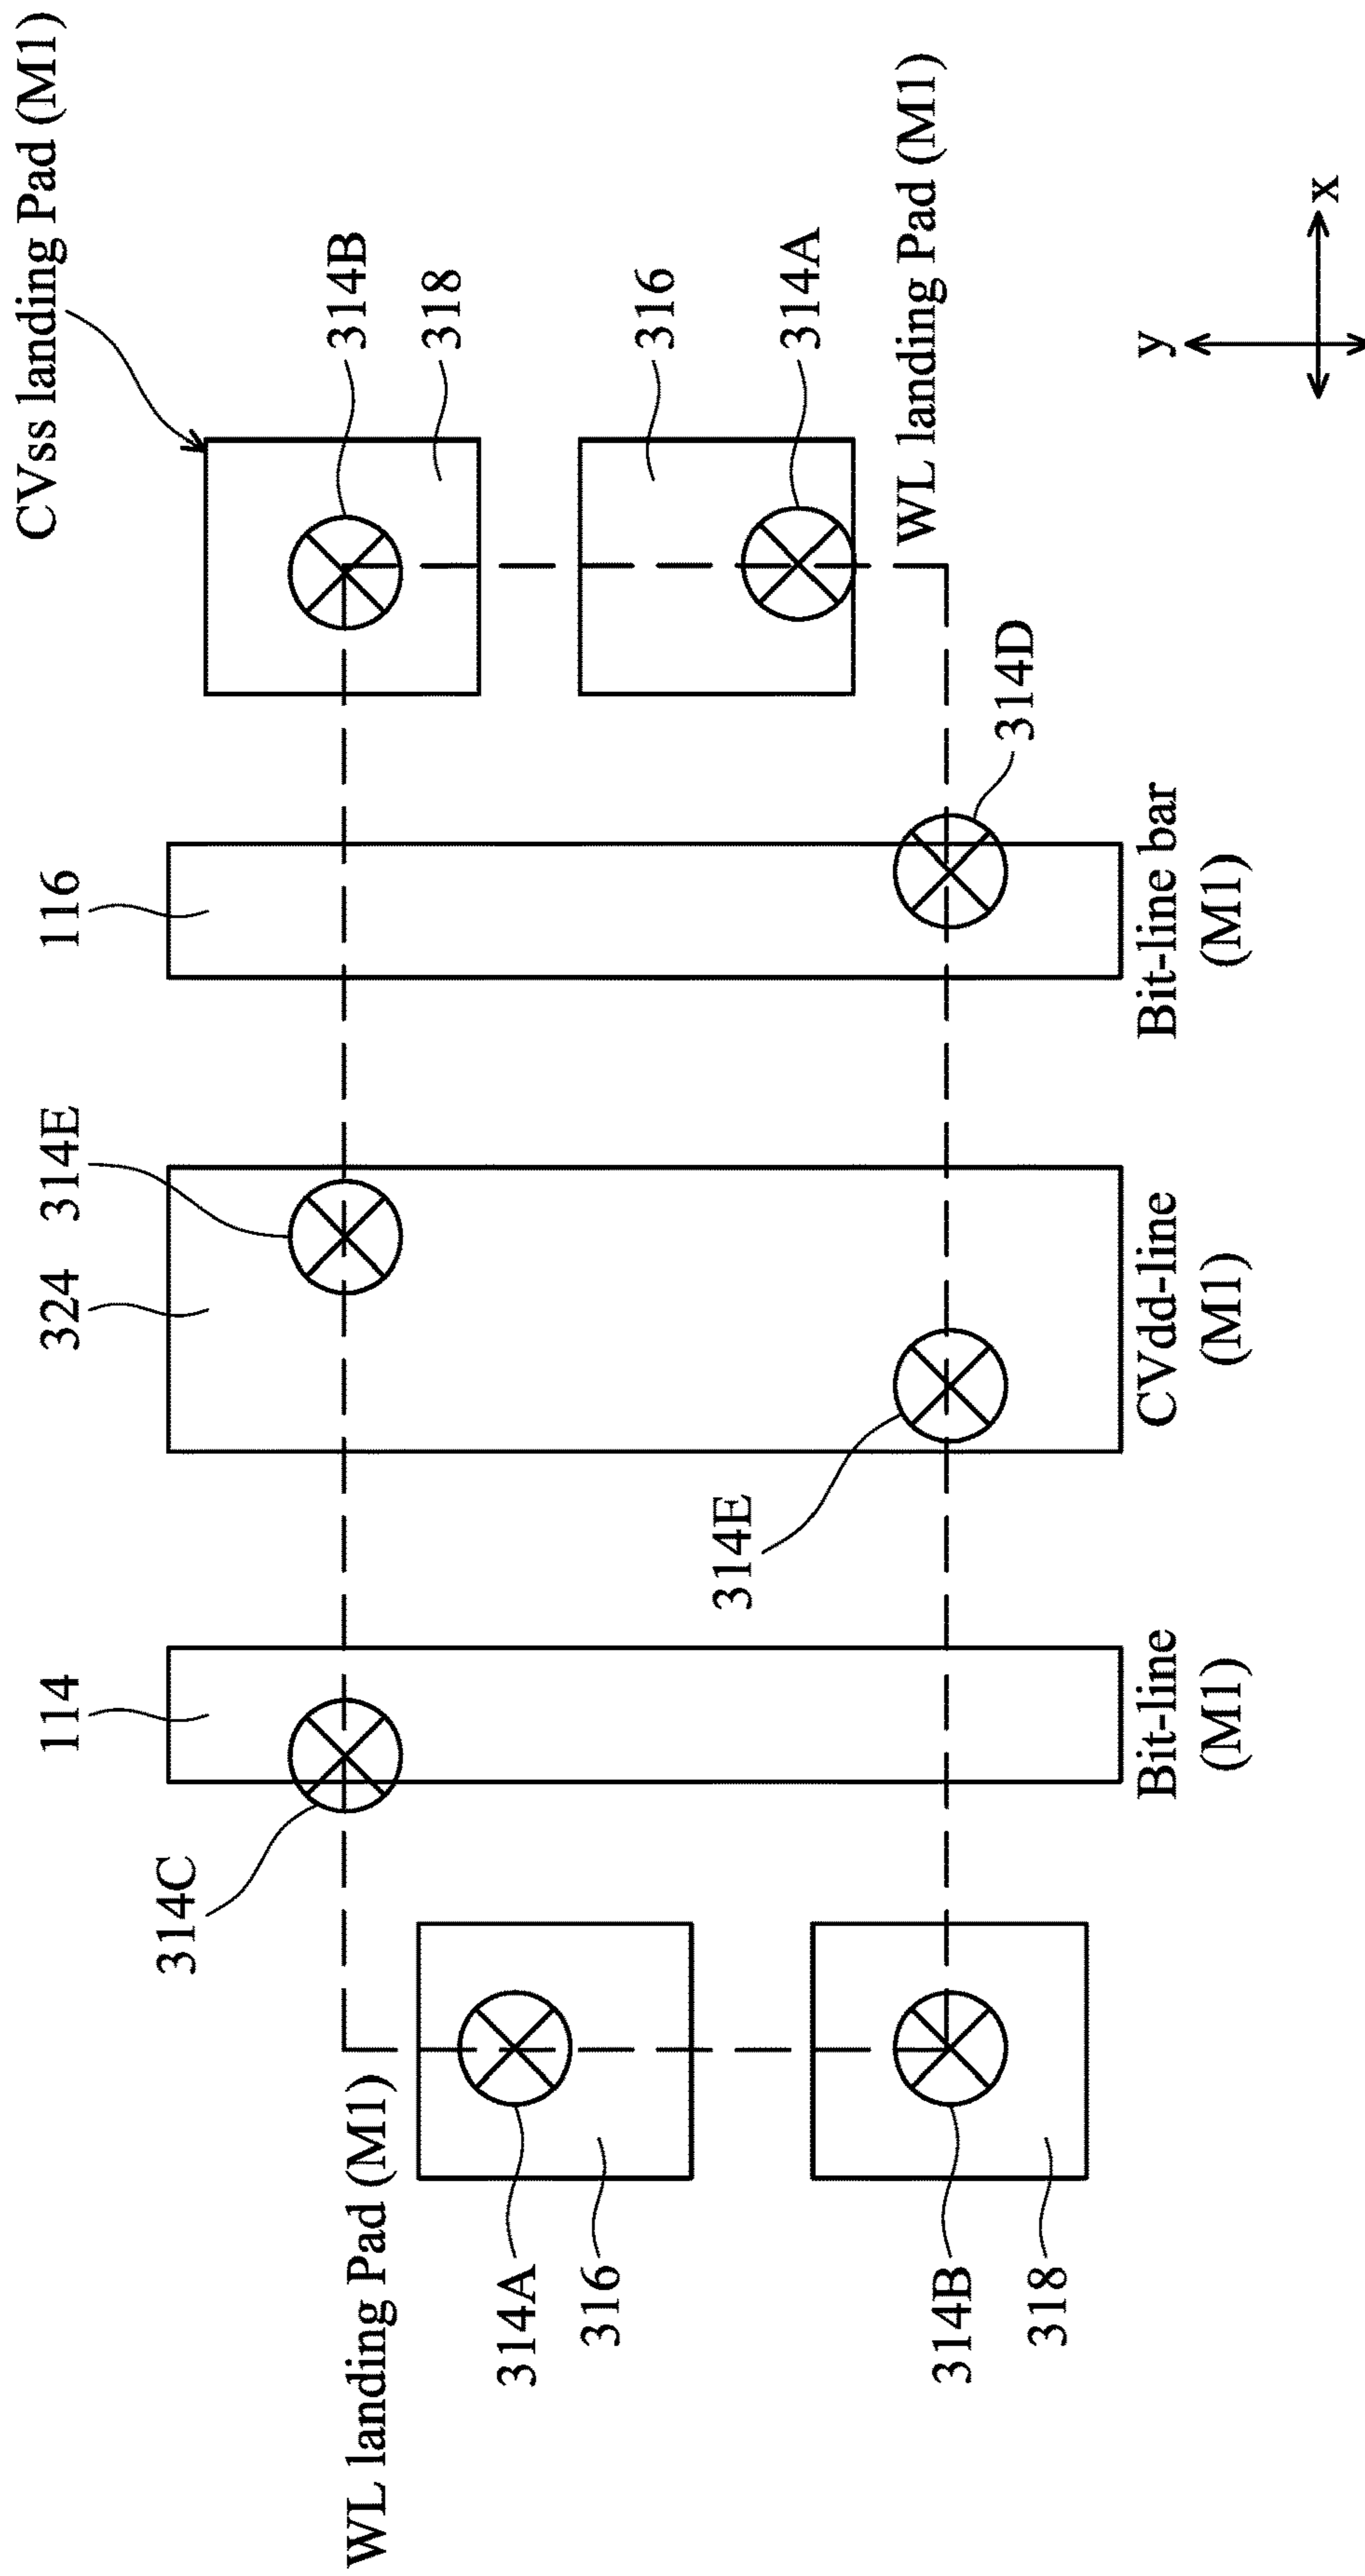 CVss landing Pad (M1)
114
324
314E
116
314C
314B
318
WL landing Pad (M1)
316
314A
314A
316
WL landing Pad (M1)
314E
314D
314B
318
Bit-line
(M1)
CVdd-line
(M1)
Bit-line bar
(M1)
y
x